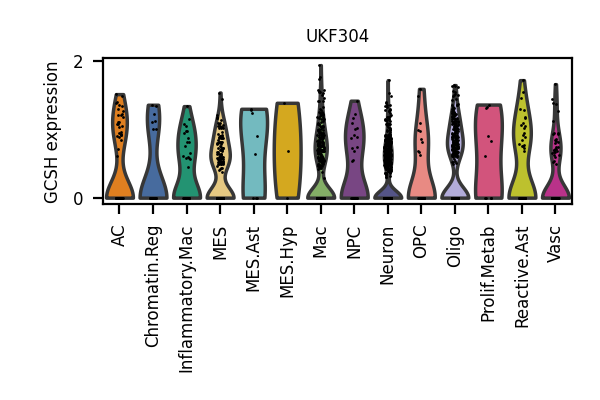 UKF304
GCSH expression
2
0
AC
Chromatin.Reg
Inflammatory.Mac
MES
MES.Ast
MES.Hyp
Mac
NPC
Neuron
OPC
Oligo
Prolif.Metab
Reactive.Ast
Vasc